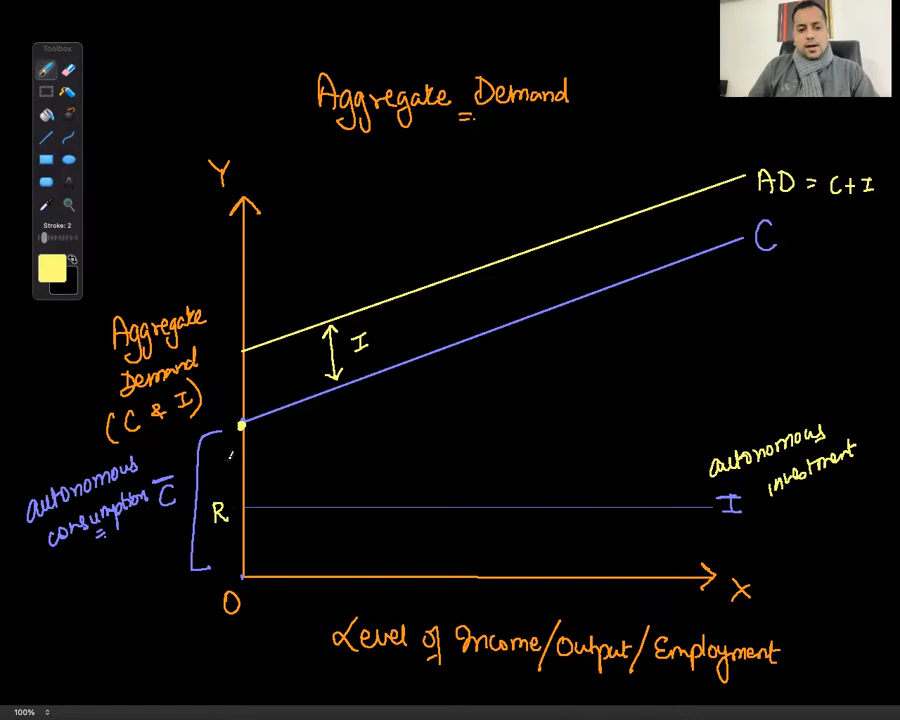 Toolbox
Stroke: 2
Aggregate Demand
Y
AD = C+I
C
I
Aggregate
Demand
(C & I)
autonomous
consumption C̅
R
autonomous
investment
I
O
X
Level of Income/Output/Employment
100%